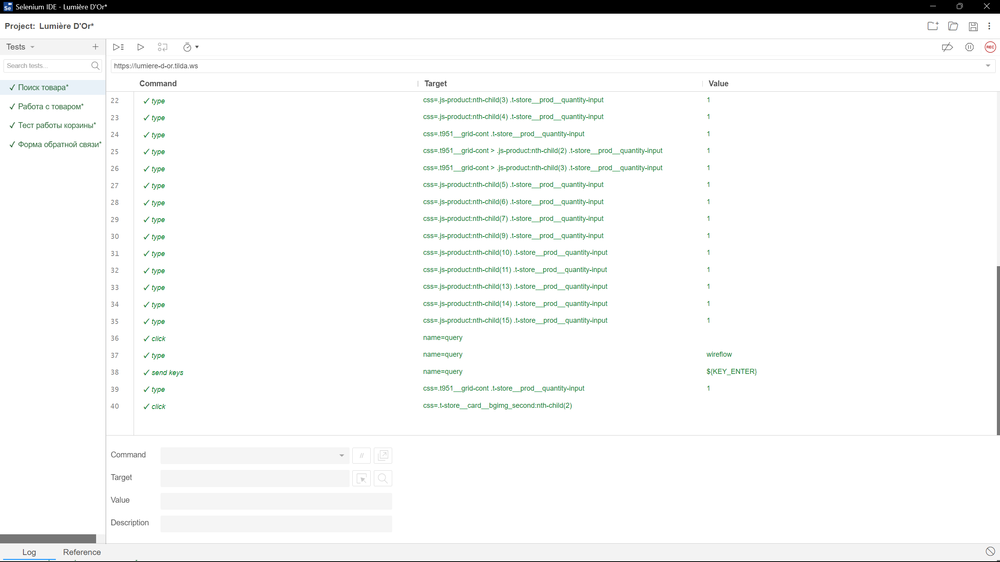 Selenium IDE - Lumière D'Or*
Project: Lumière D'Or*
Tests
Search tests...
REC
https://lumiere-d-or.tilda.ws
✓ Поиск товара*
✓ Работа с товаром*
✓ Тест работы корзины*
✓ Форма обратной связи*
Command Target Value
22 ✓ type css=.js-product:nth-child(3) .t-store__prod__quantity-input 1
23 ✓ type css=.js-product:nth-child(4) .t-store__prod__quantity-input 1
24 ✓ type css=.t951__grid-cont .t-store__prod__quantity-input 1
25 ✓ type css=.t951__grid-cont > .js-product:nth-child(2) .t-store__prod__quantity-input 1
26 ✓ type css=.t951__grid-cont > .js-product:nth-child(3) .t-store__prod__quantity-input 1
27 ✓ type css=.js-product:nth-child(5) .t-store__prod__quantity-input 1
28 ✓ type css=.js-product:nth-child(6) .t-store__prod__quantity-input 1
29 ✓ type css=.js-product:nth-child(7) .t-store__prod__quantity-input 1
30 ✓ type css=.js-product:nth-child(9) .t-store__prod__quantity-input 1
31 ✓ type css=.js-product:nth-child(10) .t-store__prod__quantity-input 1
32 ✓ type css=.js-product:nth-child(11) .t-store__prod__quantity-input 1
33 ✓ type css=.js-product:nth-child(13) .t-store__prod__quantity-input 1
34 ✓ type css=.js-product:nth-child(14) .t-store__prod__quantity-input 1
35 ✓ type css=.js-product:nth-child(15) .t-store__prod__quantity-input 1
36 ✓ click name=query
37 ✓ type name=query wireflow
38 ✓ send keys name=query ${KEY_ENTER}
39 ✓ type css=.t951__grid-cont .t-store__prod__quantity-input 1
40 ✓ click css=.t-store__card__bgimg_second:nth-child(2)
Command //
Target
Value
Description
Log Reference